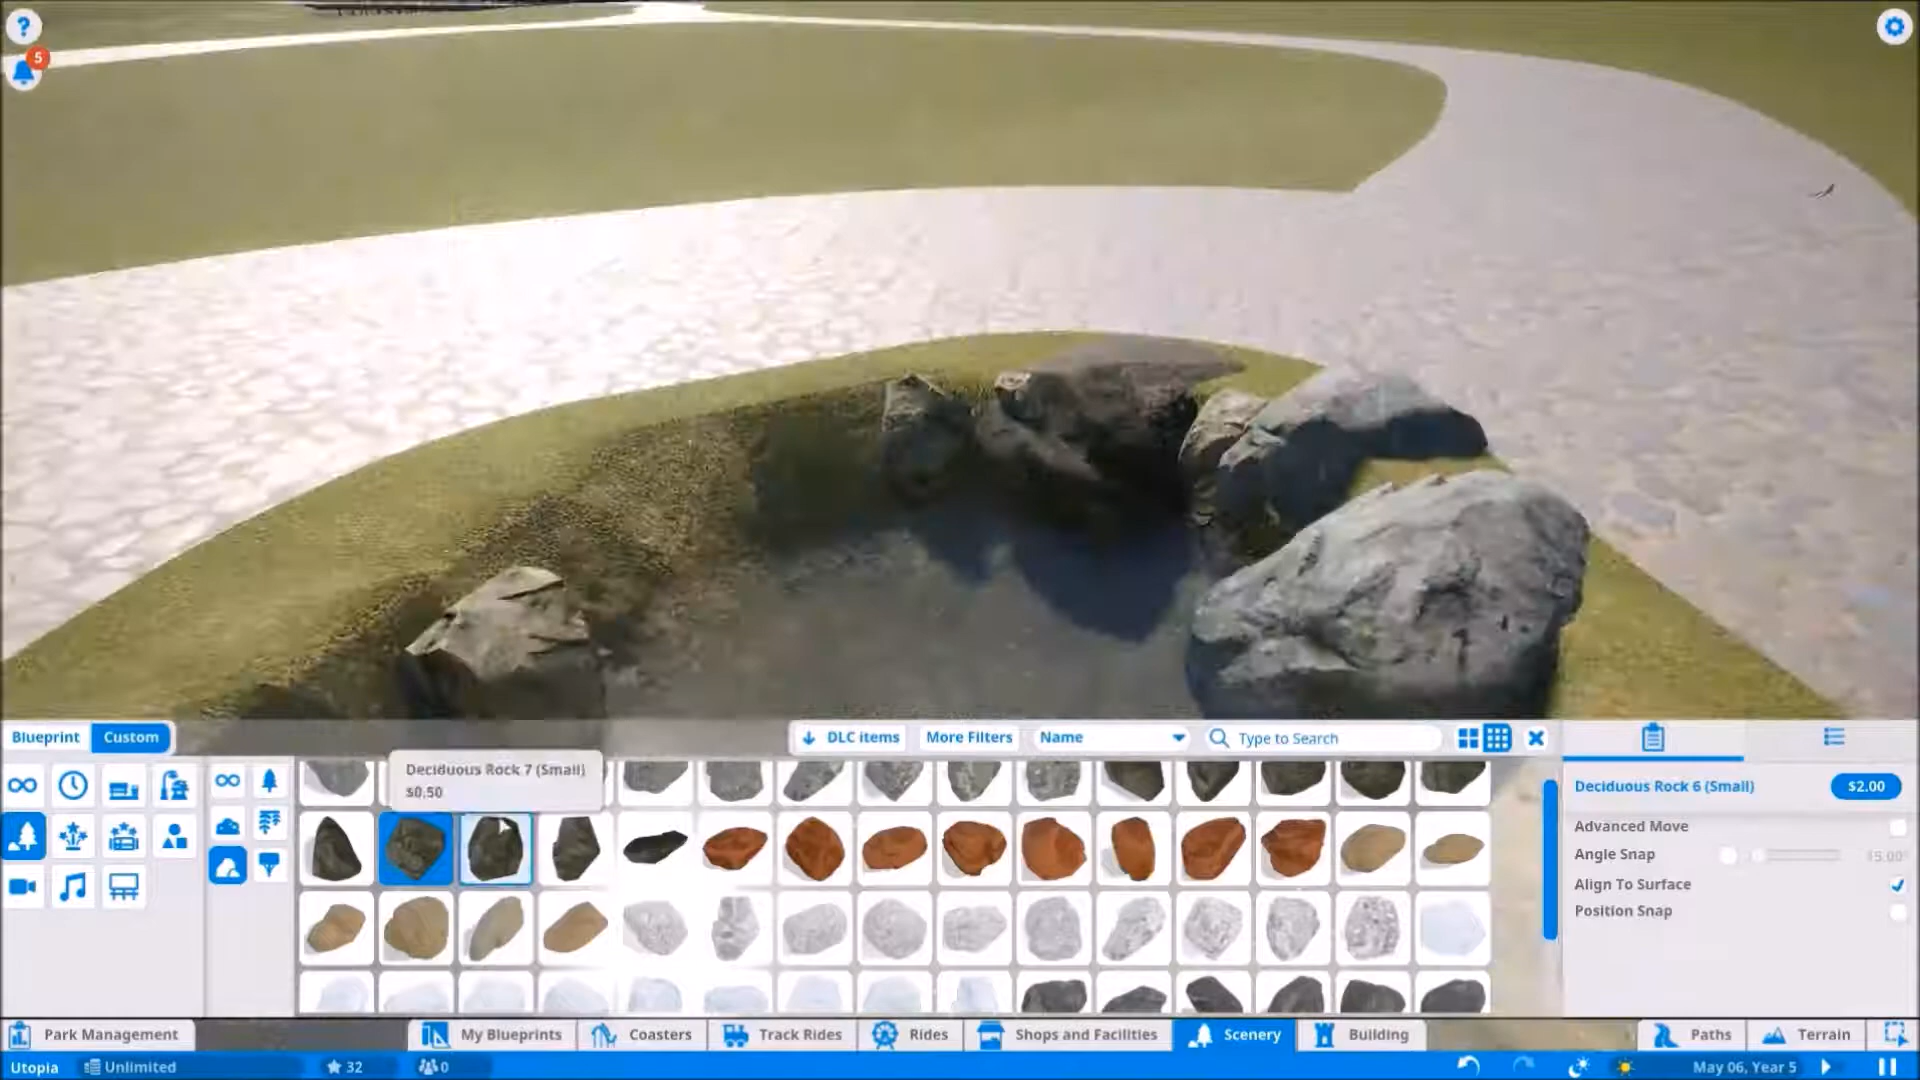 ?
5
Blueprint
Custom
DLC items
More Filters
Name
Type to Search
Deciduous Rock 7 (Small)
$0.50
Deciduous Rock 6 (Small)
$2.00
Advanced Move
Angle Snap
15.00°
Align To Surface
Position Snap
Park Management
My Blueprints
Coasters
Track Rides
Rides
Shops and Facilities
Scenery
Building
Paths
Terrain
Utopia
Unlimited
32
0
May 06, Year 5